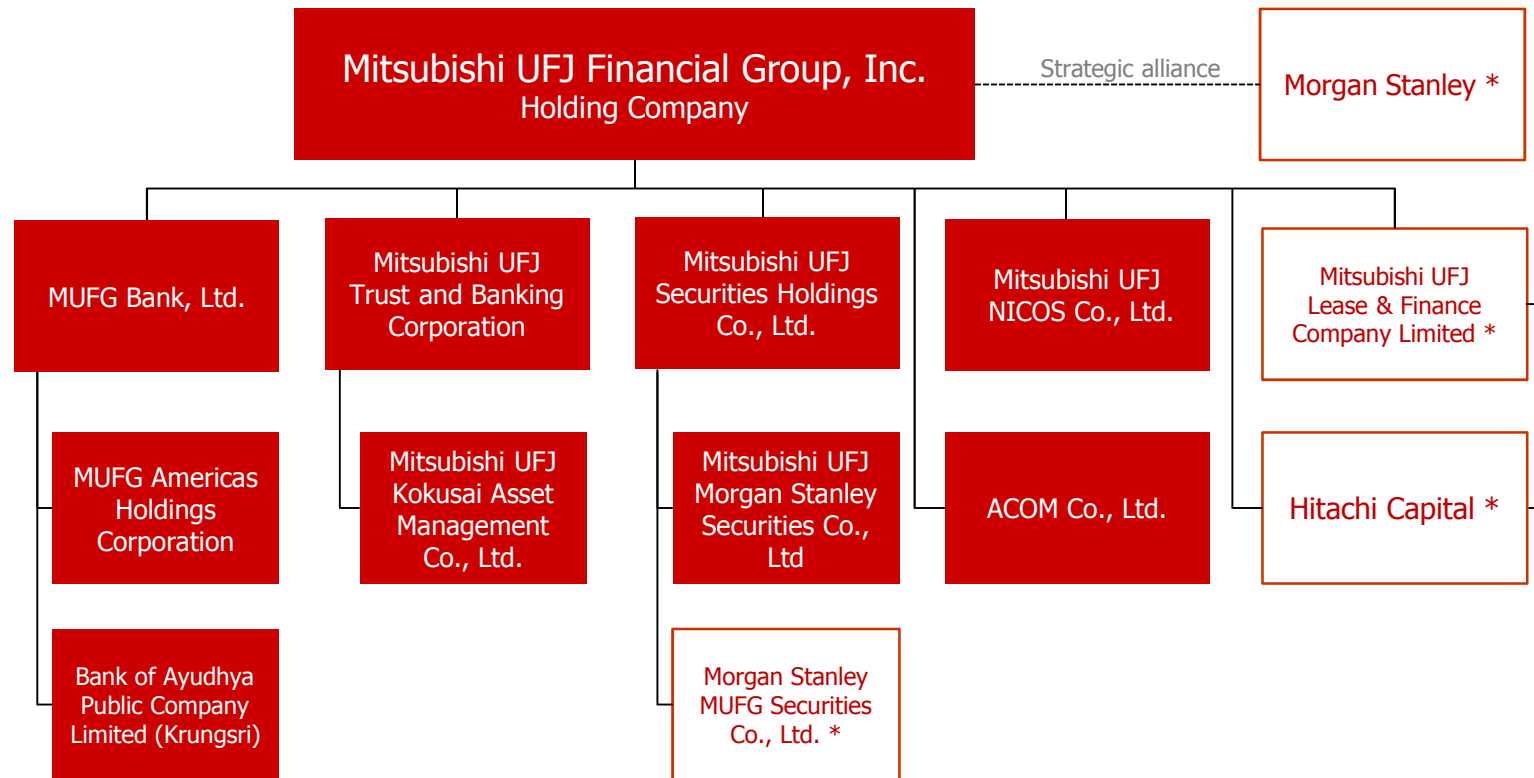 Mitsubishi UFJ Financial Group, Inc.
Holding Company
Strategic alliance
Morgan Stanley *
MUFG Bank, Ltd.
Mitsubishi UFJ
Trust and Banking
Corporation
Mitsubishi UFJ
Securities Holdings
Co., Ltd.
Mitsubishi UFJ
NICOS Co., Ltd.
Mitsubishi UFJ
Lease & Finance
Company Limited *
MUFG Americas
Holdings
Corporation
Mitsubishi UFJ
Kokusai Asset
Management
Co., Ltd.
Mitsubishi UFJ
Morgan Stanley
Securities Co.,
Ltd
ACOM Co., Ltd.
Hitachi Capital *
Bank of Ayudhya
Public Company
Limited (Krungsri)
Morgan Stanley
MUFG Securities
Co., Ltd. *